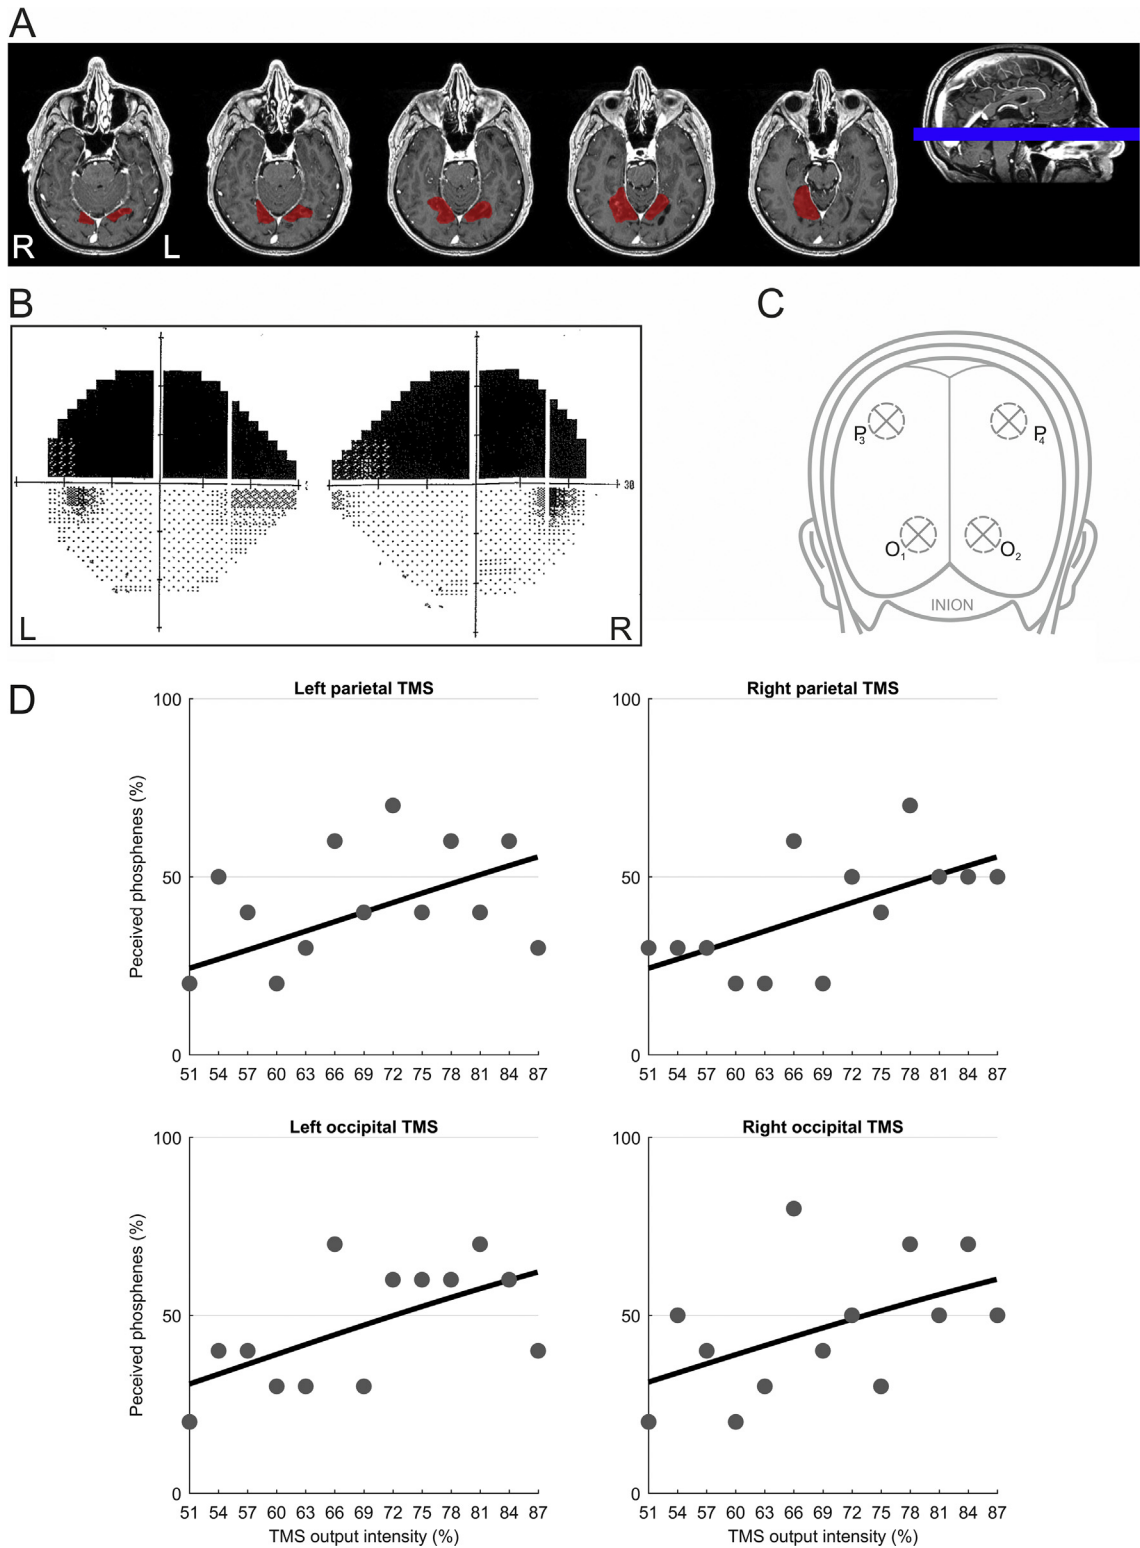 A
R
L
B
30
L
R
C
P3
P4
O1
O2
INION
D
Left parietal TMS
100
50
0
Peceived phosphenes (%)
51 54 57 60 63 66 69 72 75 78 81 84 87
Right parietal TMS
100
50
0
51 54 57 60 63 66 69 72 75 78 81 84 87
Left occipital TMS
100
50
0
Peceived phosphenes (%)
51 54 57 60 63 66 69 72 75 78 81 84 87
TMS output intensity (%)
Right occipital TMS
100
50
0
51 54 57 60 63 66 69 72 75 78 81 84 87
TMS output intensity (%)